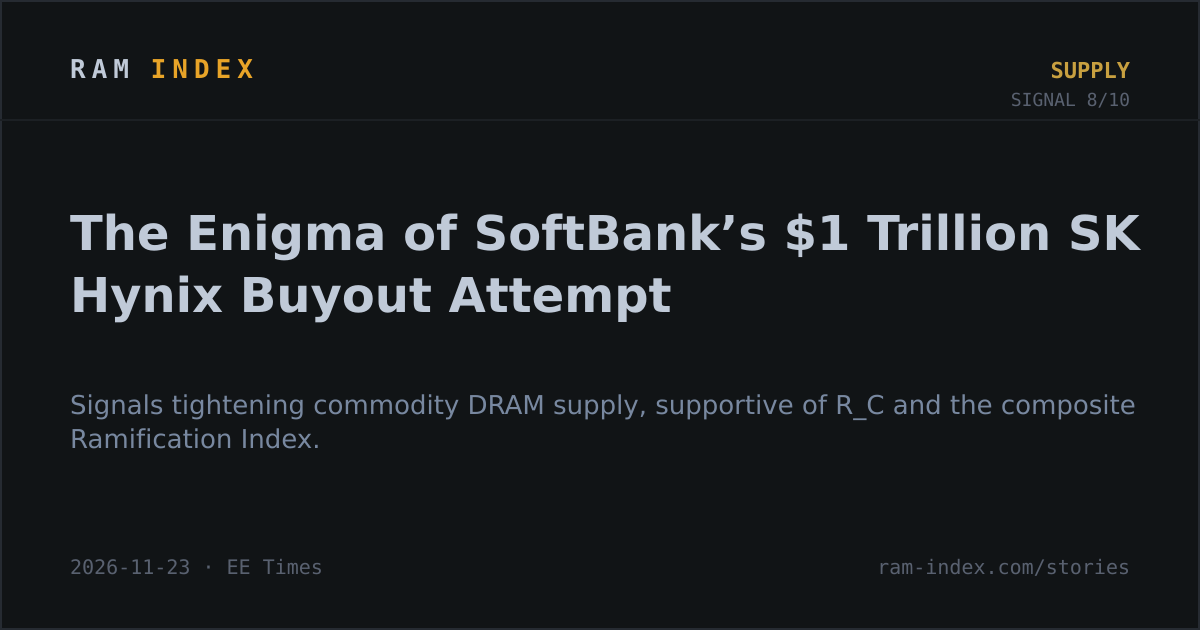 RAM INDEX
SUPPLY
SIGNAL 8/10
The Enigma of SoftBank’s $1 Trillion SK
Hynix Buyout Attempt
Signals tightening commodity DRAM supply, supportive of R_C and the composite
Ramification Index.
2026-11-23 · EE Times
ram-index.com/stories